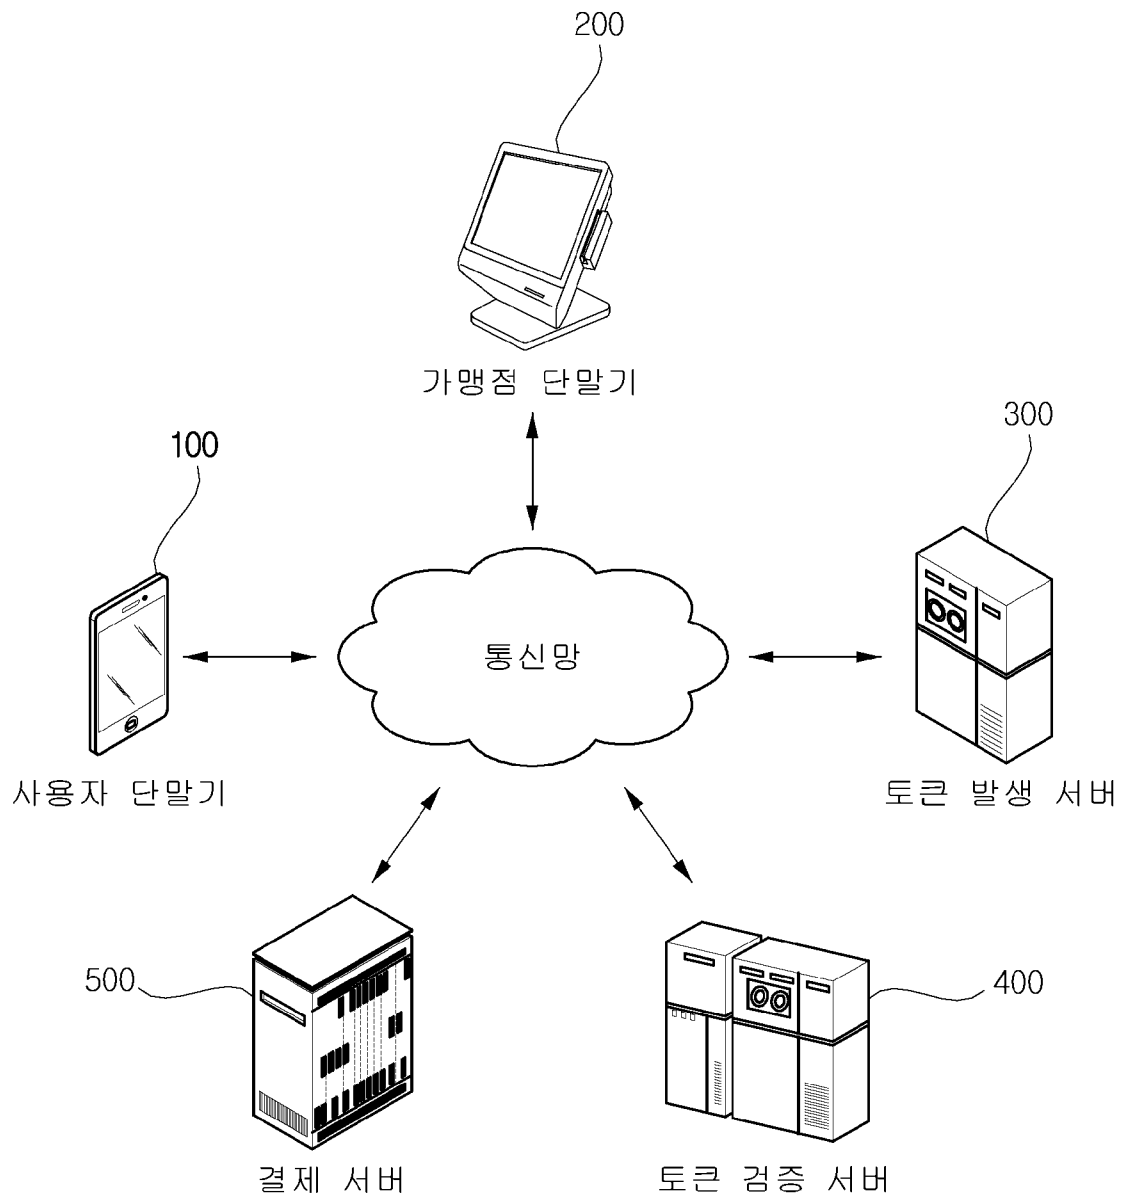 200
가맹점 단말기
300
100
통신망
사용자 단말기
토큰 발생 서버
500
400
결제 서버
토큰 검증 서버